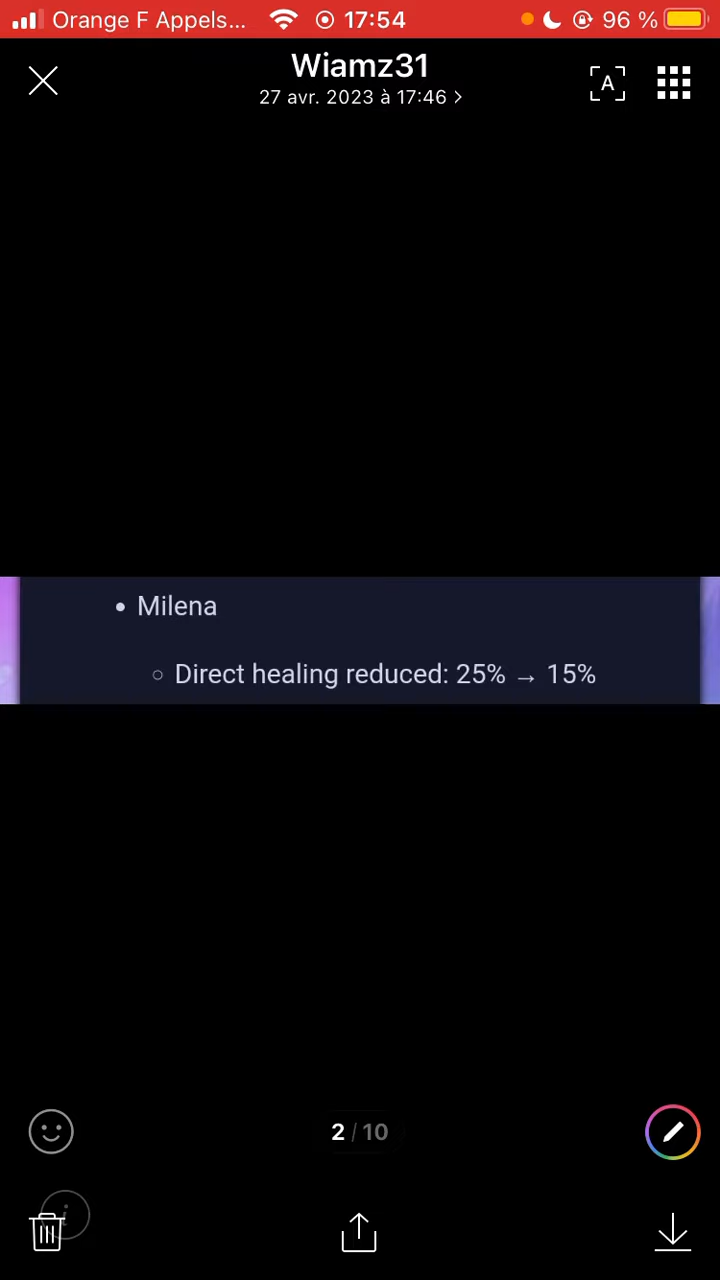 Orange F Appels... 17:54 96 %
Wiamz31
27 avr. 2023 à 17:46 >
A
• Milena
○ Direct healing reduced: 25% → 15%
2 / 10
i